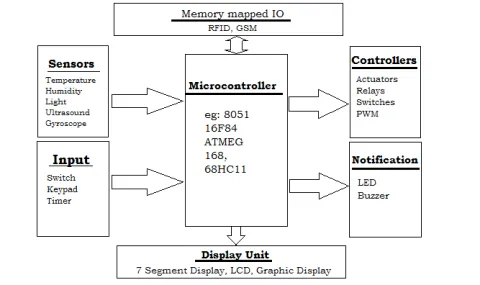 Memory mapped IO
RFID, GSM
Sensors
Temperature
Humidity
Light
Ultrasound
Gyroscope
Input
Switch
Keypad
Timer
Microcontroller
eg: 8051
16F84
ATMEG
168,
68HC11
Controllers
Actuators
Relays
Switches
PWM
Notification
LED
Buzzer
Display Unit
7 Segment Display, LCD, Graphic Display